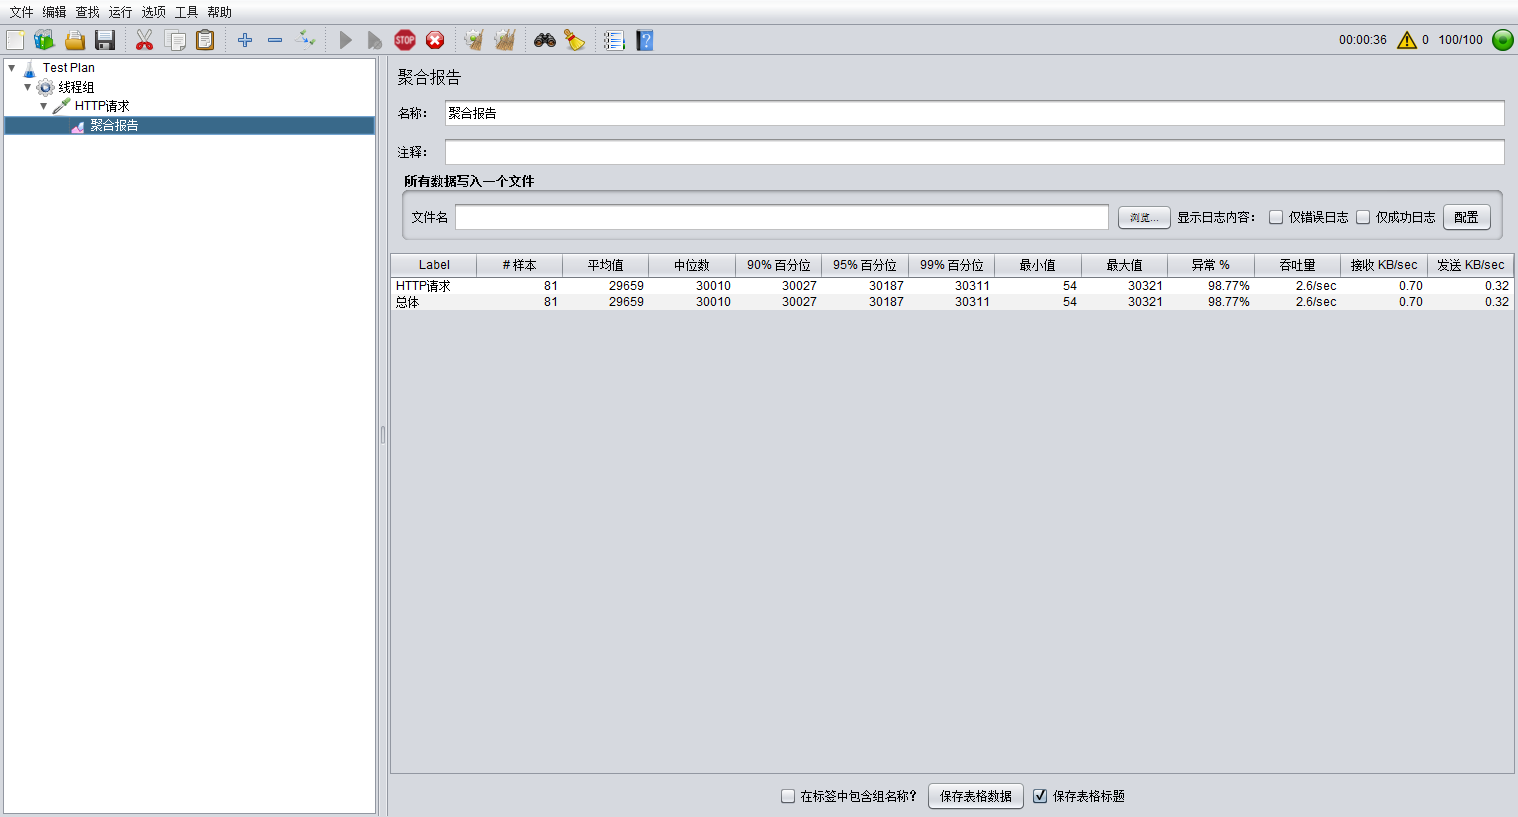 文件 编辑 查找 运行 选项 工具 帮助
STOP
00:00:36 0 100/100
Test Plan
线程组
HTTP请求
聚合报告
聚合报告
名称： 聚合报告
注释：
所有数据写入一个文件
文件名 浏览... 显示日志内容： 仅错误日志 仅成功日志 配置
Label # 样本 平均值 中位数 90% 百分位 95% 百分位 99% 百分位 最小值 最大值 异常 % 吞吐量 接收 KB/sec 发送 KB/sec
HTTP请求 81 29659 30010 30027 30187 30311 54 30321 98.77% 2.6/sec 0.70 0.32
总体 81 29659 30010 30027 30187 30311 54 30321 98.77% 2.6/sec 0.70 0.32
在标签中包含组名称？ 保存表格数据 保存表格标题